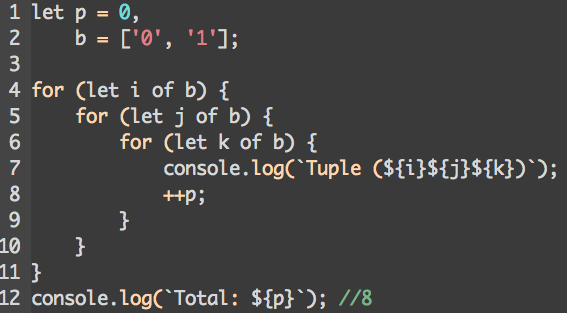 1 let p = 0,
2     b = ['0', '1'];
3
4 for (let i of b) {
5     for (let j of b) {
6         for (let k of b) {
7             console.log(`Tuple (${i}${j}${k})`);
8             ++p;
9         }
10     }
11 }
12 console.log(`Total: ${p}`); //8